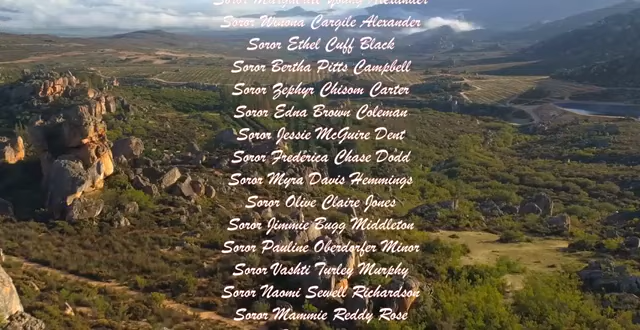 Soror Winona Cargile Alexander
Soror Ethel Cuff Black
Soror Bertha Pitts Campbell
Soror Zephyr Chisom Carter
Soror Edna Brown Coleman
Soror Jessie McGuire Dent
Soror Frederica Chase Dodd
Soror Myra Davis Hemmings
Soror Olive Claire Jones
Soror Jimmie Bugg Middleton
Soror Pauline Oberdorfer Minor
Soror Vashti Turley Murphy
Soror Naomi Sewell Richardson
Soror Mammie Reddy Rose